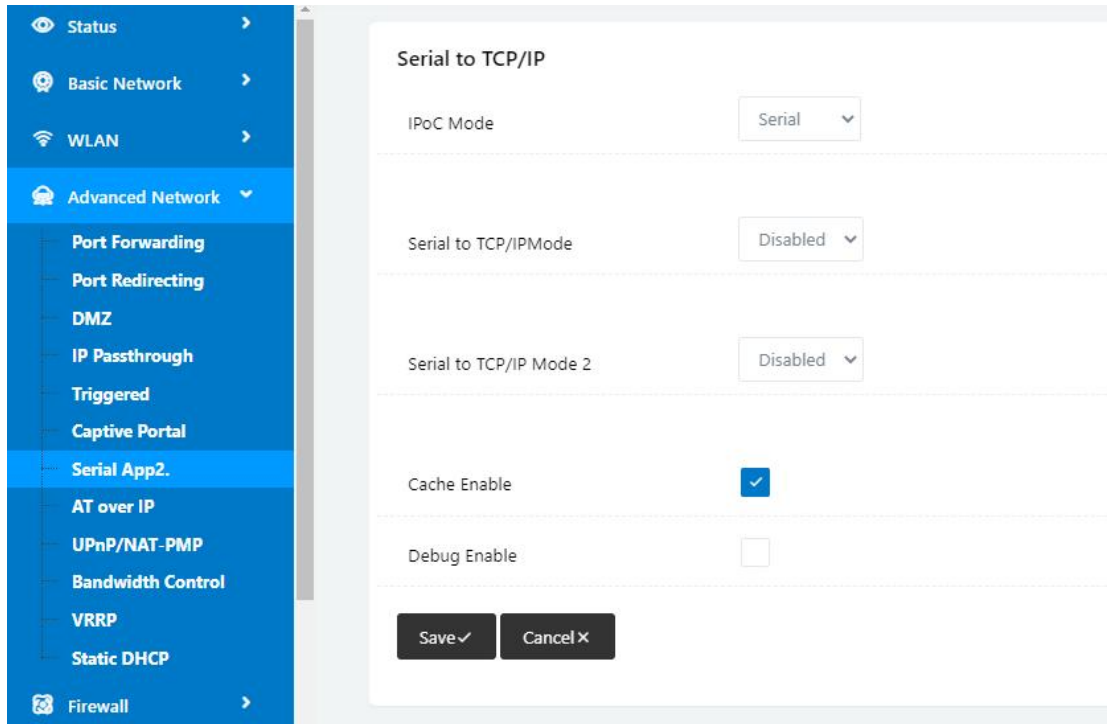 Status
Basic Network
WLAN
Advanced Network
Port Forwarding
Port Redirecting
DMZ
IP Passthrough
Triggered
Captive Portal
Serial App2.
AT over IP
UPnP/NAT-PMP
Bandwidth Control
VRRP
Static DHCP
Firewall
Serial to TCP/IP
IPoC Mode Serial
Serial to TCP/IPMode Disabled
Serial to TCP/IP Mode 2 Disabled
Cache Enable
Debug Enable
Save Cancel